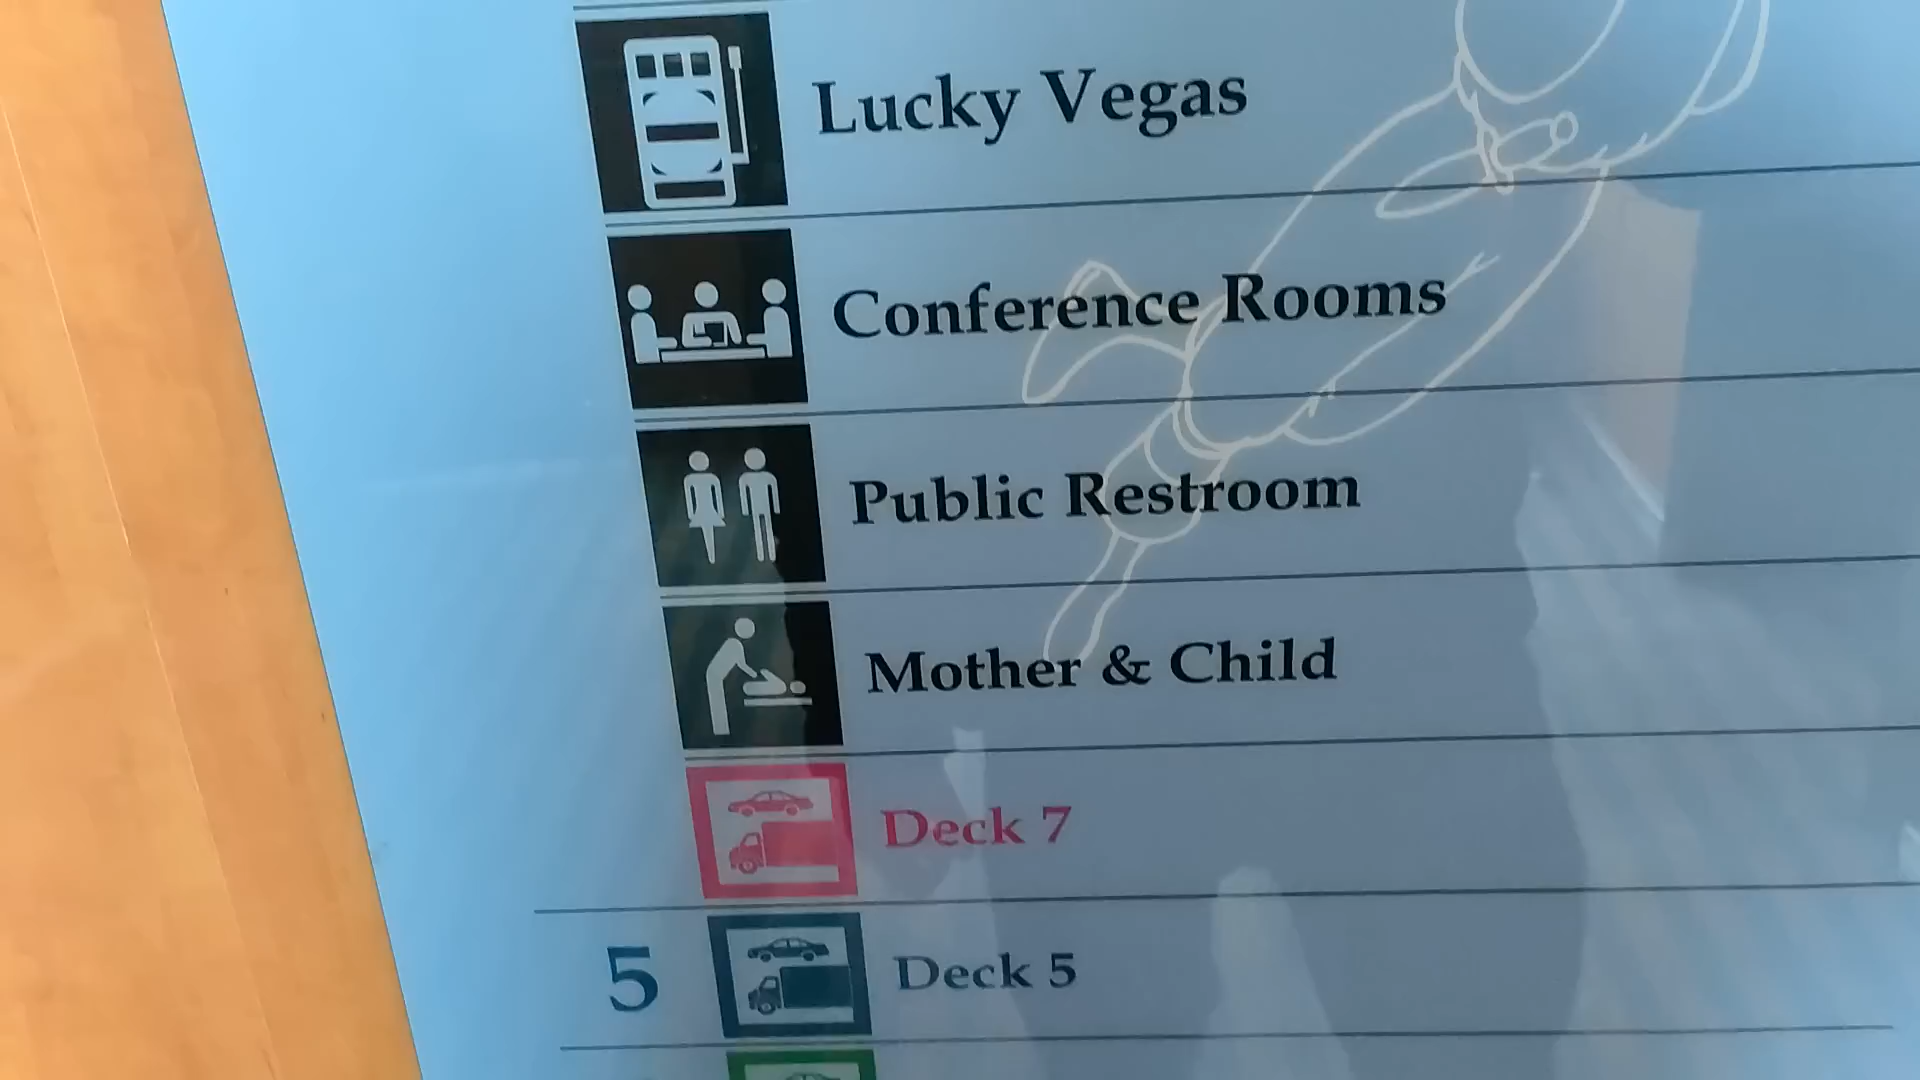 Lucky Vegas
Conference Rooms
Public Restroom
Mother & Child
Deck 7
5 Deck 5